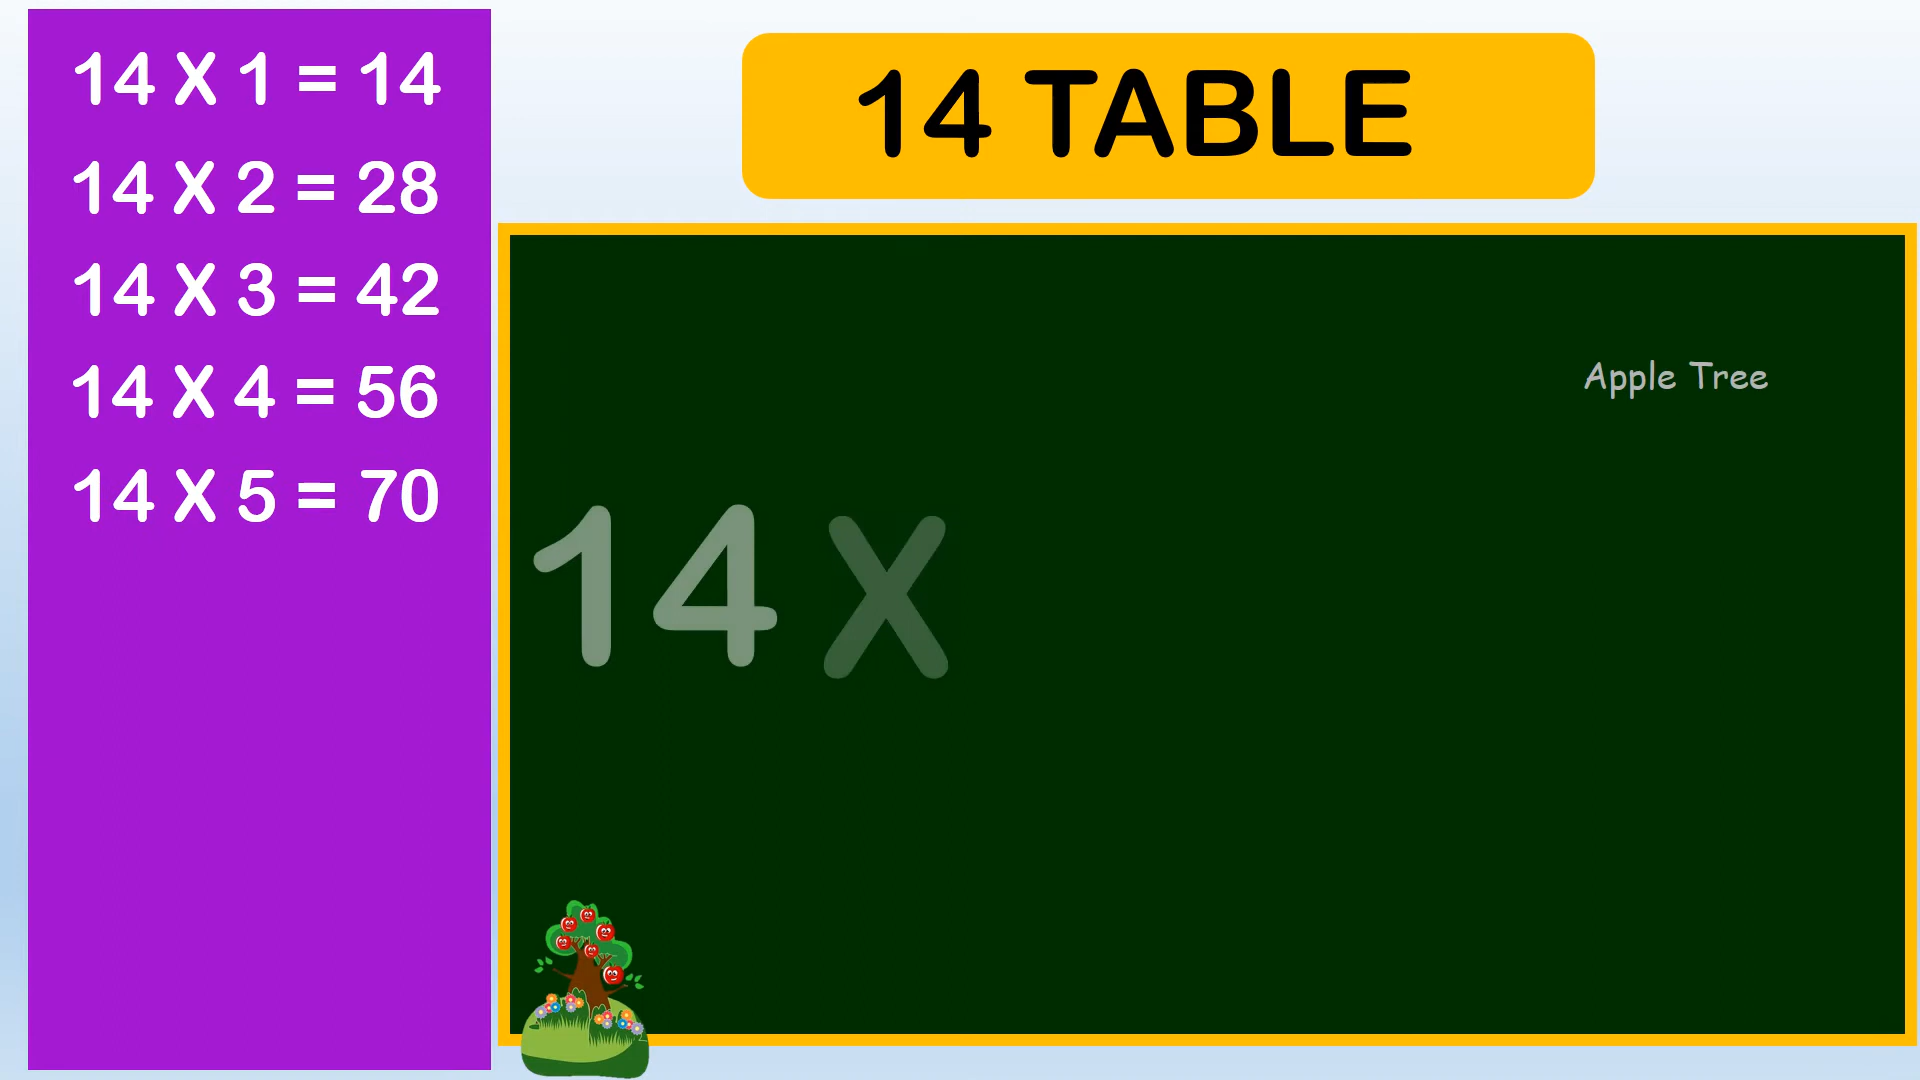 14 X 1 = 14
14 X 2 = 28
14 X 3 = 42
14 X 4 = 56
14 X 5 = 70
14 TABLE
Apple Tree
14 X